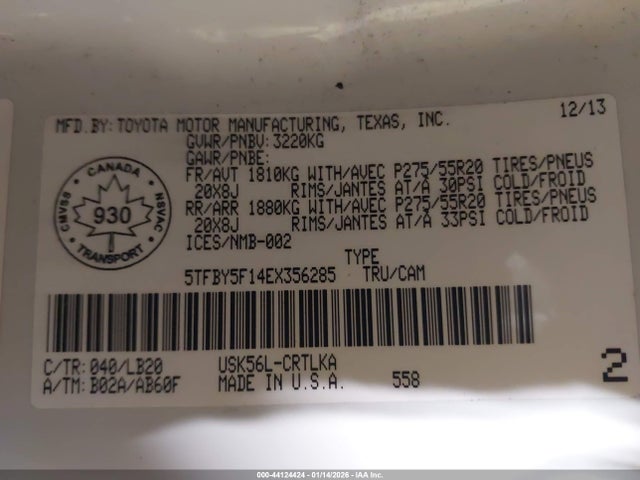 12/13
MFD.BY: TOYOTA MOTOR MANUFACTURING, TEXAS, INC.
GVWR/PNBV: 3220KG
GAWR/PNBE:
FR/AVT 1810KG WITH/AVEC P275/55R20 TIRES/PNEUS
20X8J RIMS/JANTES AT/A 30PSI COLD/FROID
RR/ARR 1880KG WITH/AVEC P275/55R20 TIRES/PNEUS
20X8J RIMS/JANTES AT/A 33PSI COLD/FROID
ICES/NMB-002
CANADA
CMVSS
930
NSVAC
TRANSPORT
TYPE
5TFBY5F14EX356285 TRU/CAM
C/TR: 040/LB20 USK56L-CRTLKA
A/TM: B02A/AB60F MADE IN U.S.A. 558
2
000-44124424 - 01/14/2026 - IAA Inc.